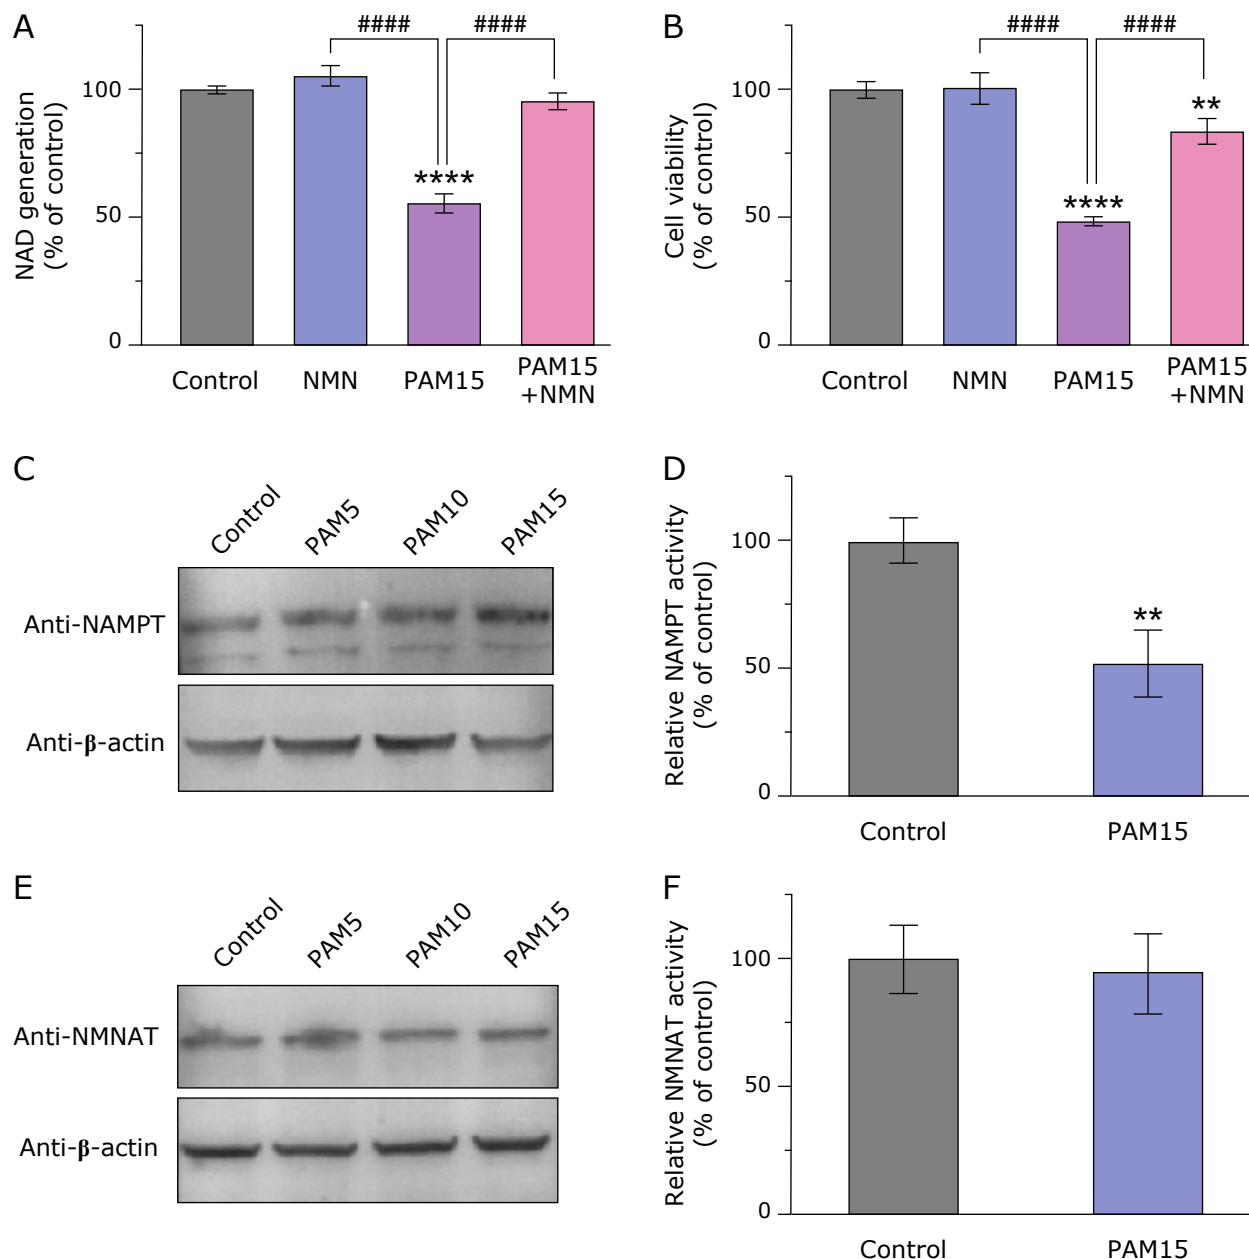 A
NAD generation
(% of control)
100
50
0
####
####
****
Control
NMN
PAM15
PAM15
+NMN
B
Cell viability
(% of control)
100
50
0
####
####
****
**
Control
NMN
PAM15
PAM15
+NMN
C
Control
PAM5
PAM10
PAM15
Anti-NAMPT
Anti-β-actin
D
Relative NAMPT activity
(% of control)
100
50
0
**
Control
PAM15
E
Control
PAM5
PAM10
PAM15
Anti-NMNAT
Anti-β-actin
F
Relative NMNAT activity
(% of control)
100
50
0
Control
PAM15